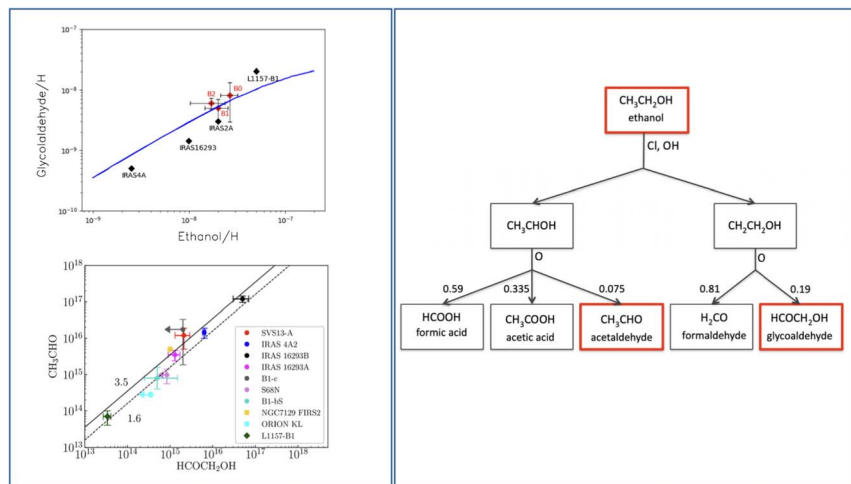 10⁻⁷
10⁻⁸
10⁻⁹
10⁻¹⁰
Glycolaldehyde/H
L1157-B1
B2
B0
B1
IRAS2A
IRAS16293
IRAS4A
10⁻⁹
10⁻⁸
10⁻⁷
Ethanol/H
10¹⁸
10¹⁷
10¹⁶
10¹⁵
10¹⁴
10¹³
CH₃CHO
3.5
1.6
SVS13-A
IRAS 4A2
IRAS 16293B
IRAS 16293A
B1-c
S68N
B1-bS
NGC7129 FIRS2
ORION KL
L1157-B1
10¹³
10¹⁴
10¹⁵
10¹⁶
10¹⁷
10¹⁸
HCOCH₂OH
CH₃CH₂OH
ethanol
Cl, OH
CH₃CHOH
CH₂CH₂OH
O
O
0.59
0.335
0.075
0.81
0.19
HCOOH
formic acid
CH₃COOH
acetic acid
CH₃CHO
acetaldehyde
H₂CO
formaldehyde
HCOCH₂OH
glycoaldehyde